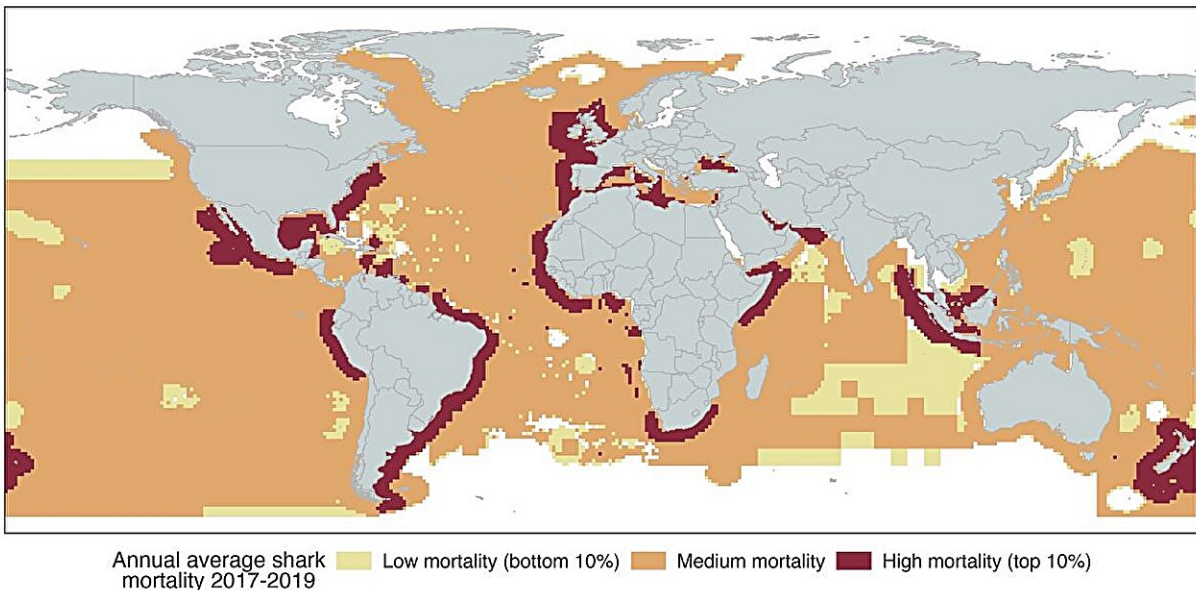 Annual average shark
mortality 2017-2019
Low mortality (bottom 10%)
Medium mortality
High mortality (top 10%)